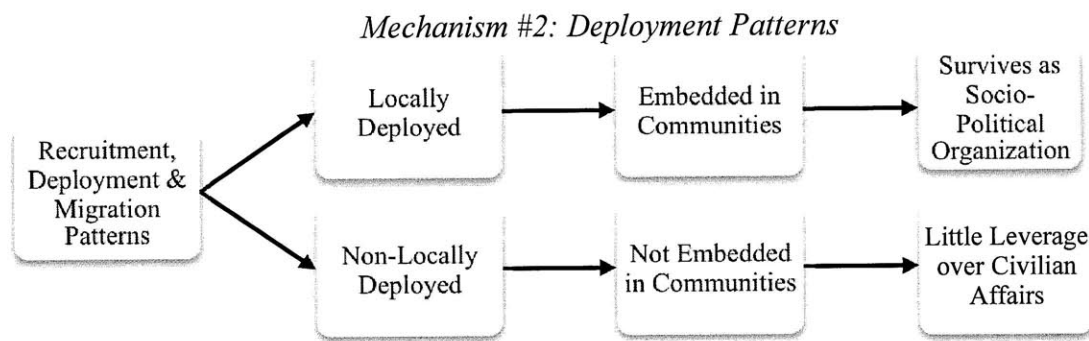 Mechanism #2: Deployment Patterns
Recruitment,
Deployment &
Migration
Patterns
Locally
Deployed
Embedded in
Communities
Survives as
Socio-
Political
Organization
Non-Locally
Deployed
Not Embedded
in Communities
Little Leverage
over Civilian
Affairs